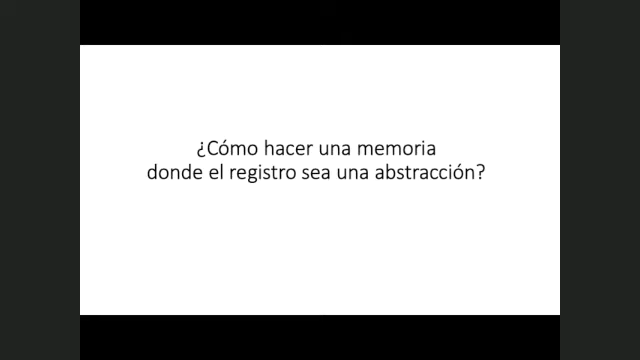 ¿Cómo hacer una memoria
donde el registro sea una abstracción?